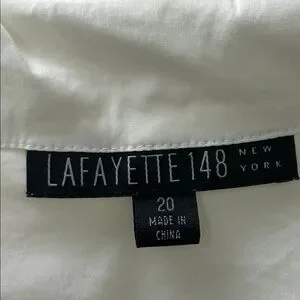 LAFAYETTE 148 NEW YORK
20
MADE IN
CHINA